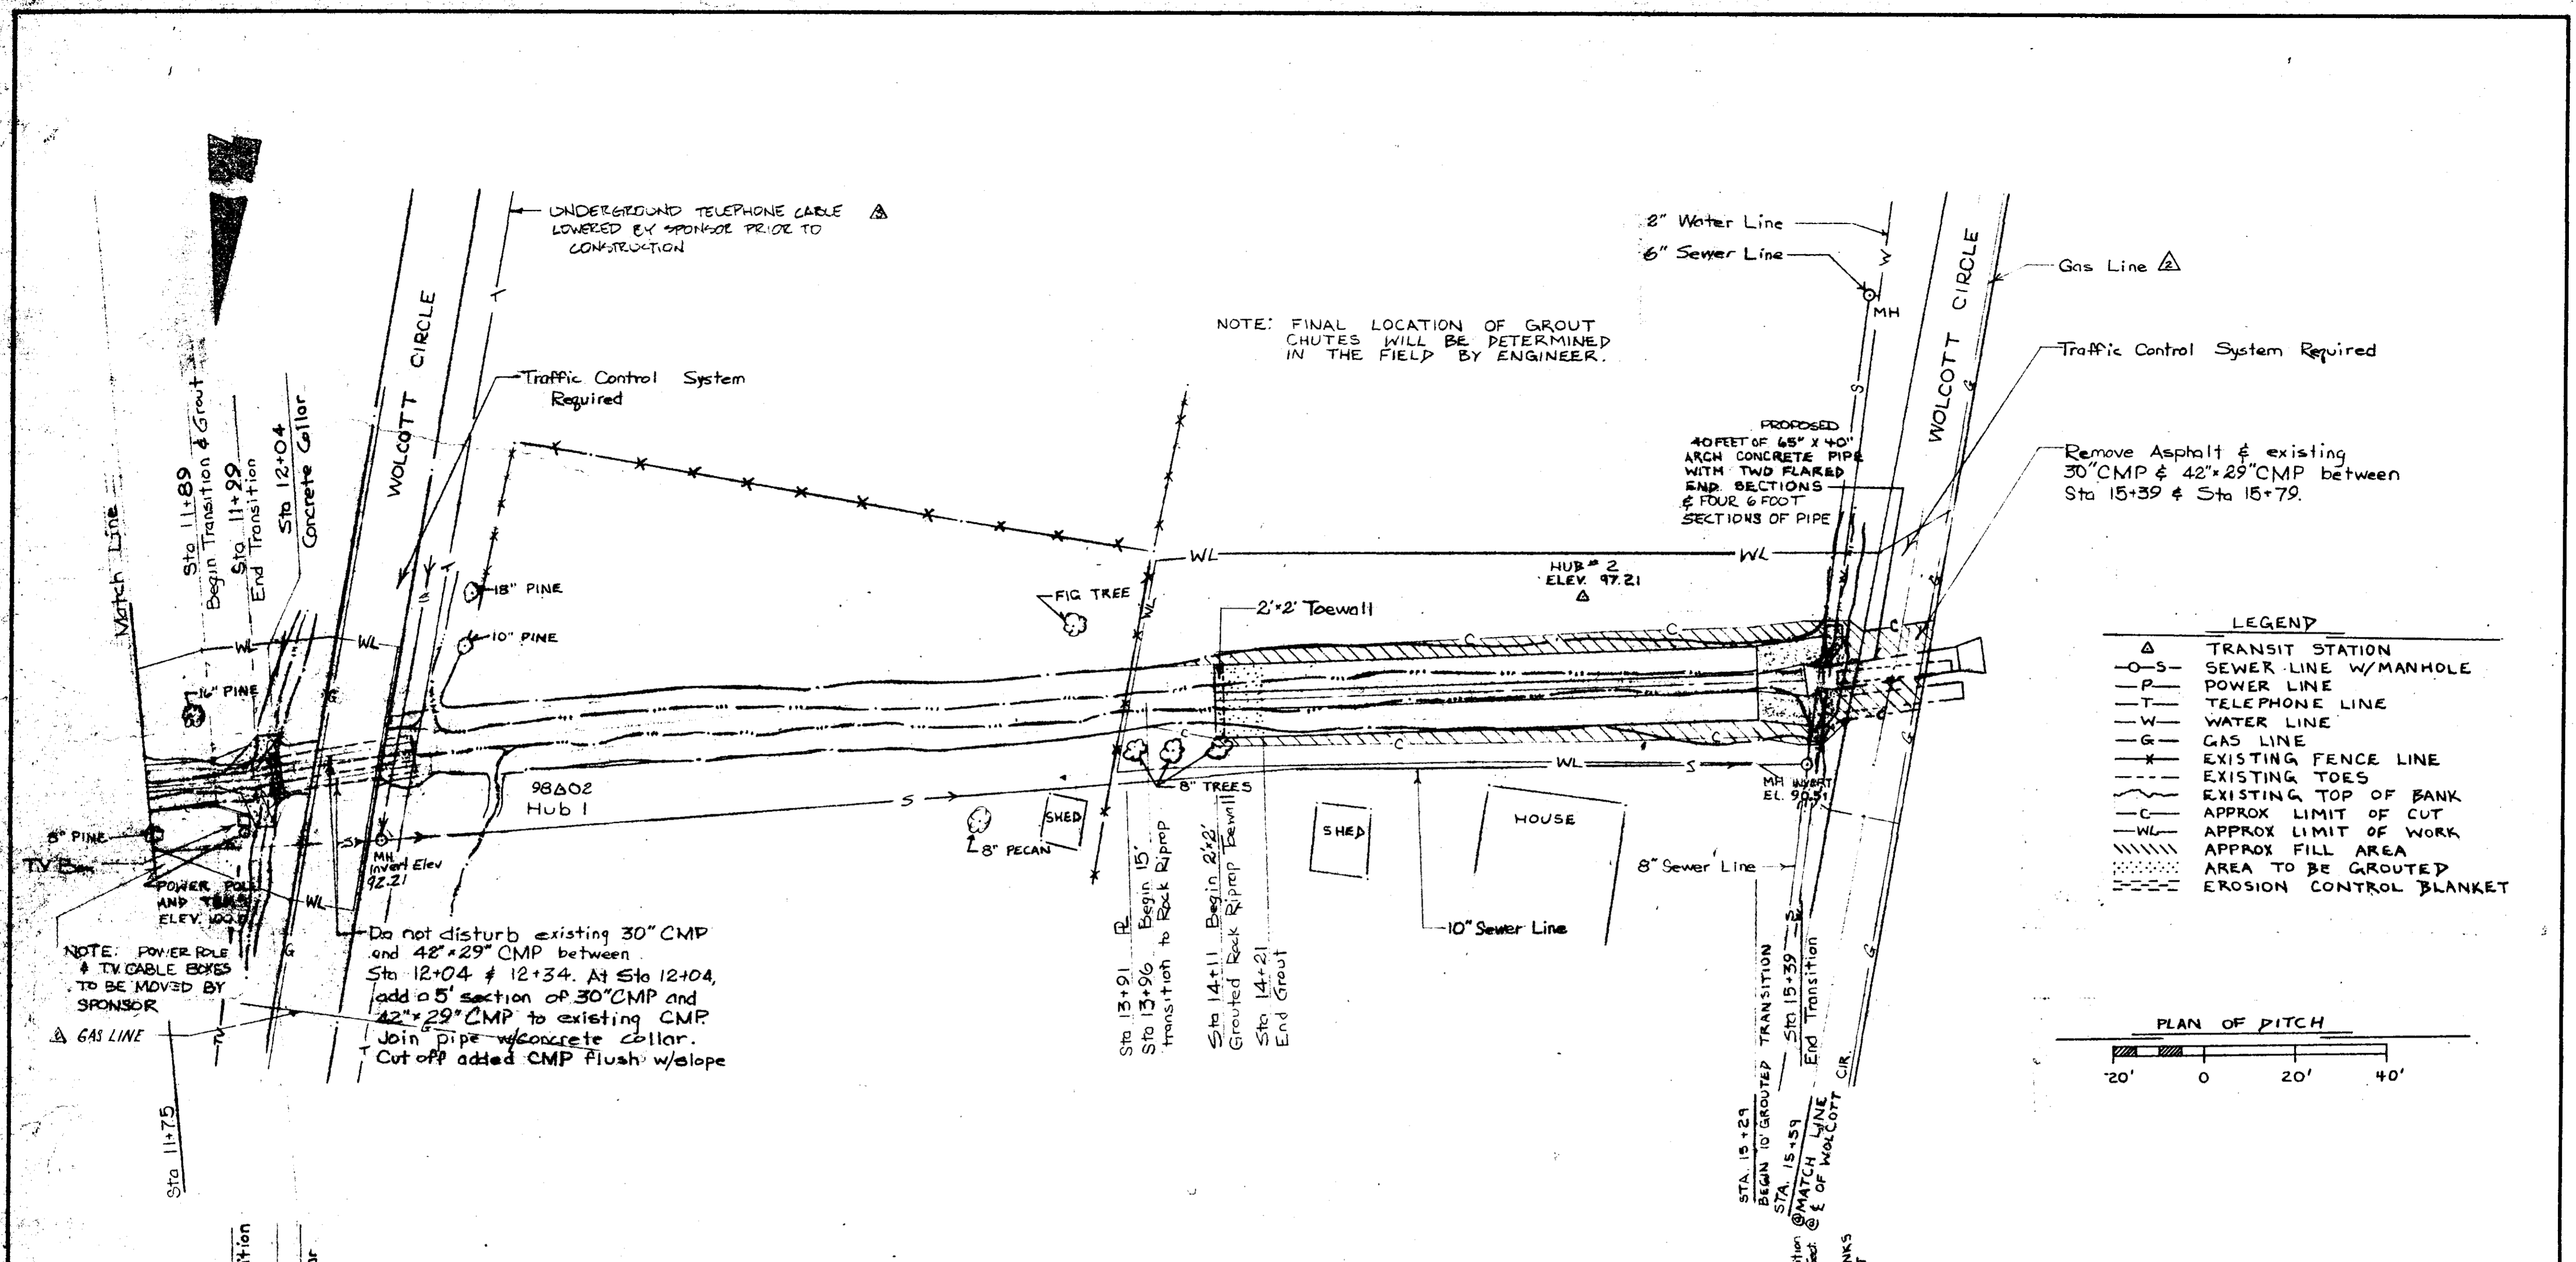 UNDERGROUND TELEPHONE CABLE
LOWERED BY SPONSOR PRIOR TO
CONSTRUCTION
3
2" Water Line
6" Sewer Line
W
MH
WOLCOTT CIRCLE
Gas Line
2
Traffic Control System Required
Remove Asphalt & existing
30" CMP & 42"x29" CMP between
Sta 15+39 & Sta 15+79.
NOTE: FINAL LOCATION OF GROUT
CHUTES WILL BE DETERMINED
IN THE FIELD BY ENGINEER.
PROPOSED
40 FEET OF 65" X 40"
ARCH CONCRETE PIPE
WITH TWO FLARED
END SECTIONS
& FOUR 6 FOOT
SECTIONS OF PIPE
Match Line
Sta 11+89
Begin Transition & Grout
Sta 11+99
End Transition
Sta 12+04
Concrete Collar
WOLCOTT CIRCLE
T
Traffic Control System
Required
18" PINE
10" PINE
16" PINE
WL
WL
FIG TREE
WL
WL
WL
HUB # 2
ELEV. 97.21
2'x2' Toewall
C
C
C
C
98△02
Hub 1
S
MH
Invert Elev
92.21
8" PINE
POWER POLE
NOTE: POWER POLE
& TV CABLE BOXES
TO BE MOVED BY
SPONSOR
GAS LINE
WL
G
Do not disturb existing 30" CMP
and 42"x29" CMP between
Sta 12+04 & 12+34. At Sta 12+04,
add a 5' section of 30" CMP and
42"x29" CMP to existing CMP.
Join pipe w/concrete collar.
Cut off added CMP flush w/slope
Sta 11+75
8" PECAN
SHED
8" TREES
SHED
HOUSE
WL
S
MH INVERT
8" Sewer Line
10" Sewer Line
Sta 13+91
Sta 13+96 Begin 15'
transition to Rock Riprap
Sta 14+11 Begin 2'x2'
Grouted Rock Riprap Toewall
Sta 14+21
End Grout
STA. 15+29
BEGIN 10' GROUTED TRANSITION
Sta 15+39
End Transition
STA. 15+59
@ MATCH LINE
@ ℄ OF WOLCOTT CIR.
LEGEND
△ TRANSIT STATION
S SEWER LINE W/MANHOLE
P POWER LINE
T TELEPHONE LINE
W WATER LINE
G GAS LINE
X EXISTING FENCE LINE
EXISTING TOES
EXISTING TOP OF BANK
C APPROX LIMIT OF CUT
WL APPROX LIMIT OF WORK
APPROX FILL AREA
AREA TO BE GROUTED
EROSION CONTROL BLANKET
PLAN OF DITCH
20' 0 20' 40'